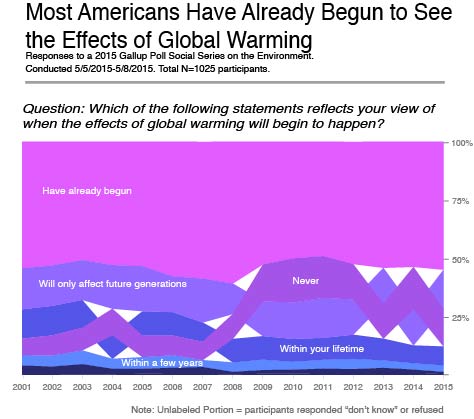 Most Americans Have Already Begun to See
the Effects of Global Warming
Responses to a 2015 Gallup Poll Social Series on the Environment.
Conducted 5/5/2015-5/8/2015. Total N=1025 participants.
Question: Which of the following statements reflects your view of
when the effects of global warming will begin to happen?
100%
Have already begun
75%
50%
Never
Will only affect future generations
25%
Within your lifetime
Within a few years
2001 2002 2003 2004 2005 2006 2007 2008 2009 2010 2011 2012 2013 2014 2015
Note: Unlabeled Portion = participants responded "don't know" or refused